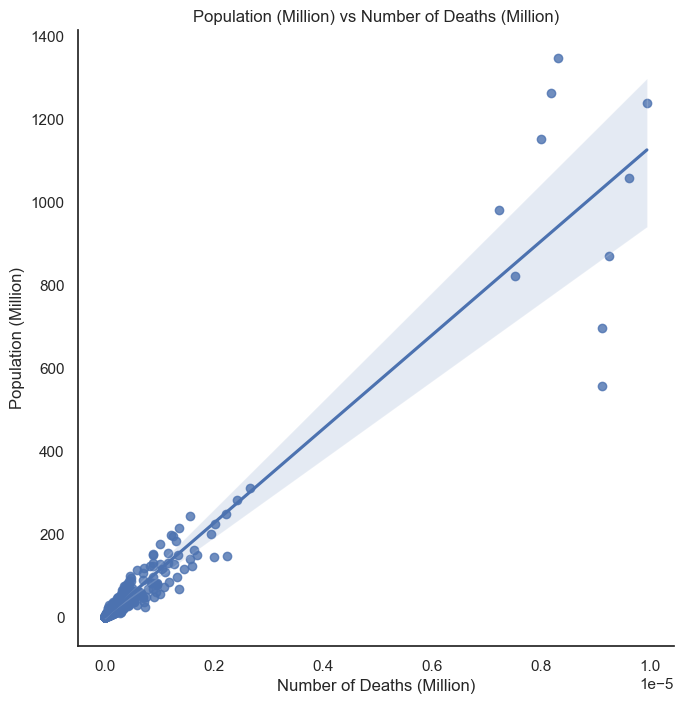 Population (Million) vs Number of Deaths (Million)
1400
1200
1000
800
600
400
200
0
Population (Million)
0.0 0.2 0.4 0.6 0.8 1.0
1e−5
Number of Deaths (Million)